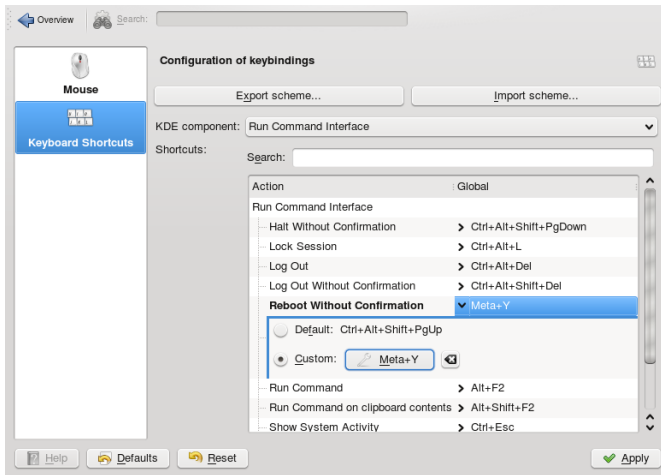 Overview
Search:
Mouse
Keyboard Shortcuts
Configuration of keybindings
Export scheme...
Import scheme...
KDE component: Run Command Interface
Shortcuts:
Search:
Action Global
Run Command Interface
Halt Without Confirmation Ctrl+Alt+Shift+PgDown
Lock Session Ctrl+Alt+L
Log Out Ctrl+Alt+Del
Log Out Without Confirmation Ctrl+Alt+Shift+Del
Reboot Without Confirmation Meta+Y
Default: Ctrl+Alt+Shift+PgUp
Custom: Meta+Y
Run Command Alt+F2
Run Command on clipboard contents Alt+Shift+F2
Show System Activity Ctrl+Esc
Help Defaults Reset Apply